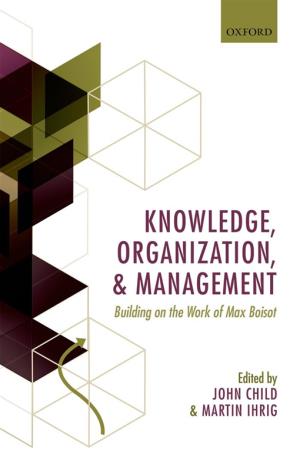 OXFORD
KNOWLEDGE,
ORGANIZATION,
& MANAGEMENT
Building on the Work of Max Boisot
Edited by
JOHN CHILD
& MARTIN IHRIG